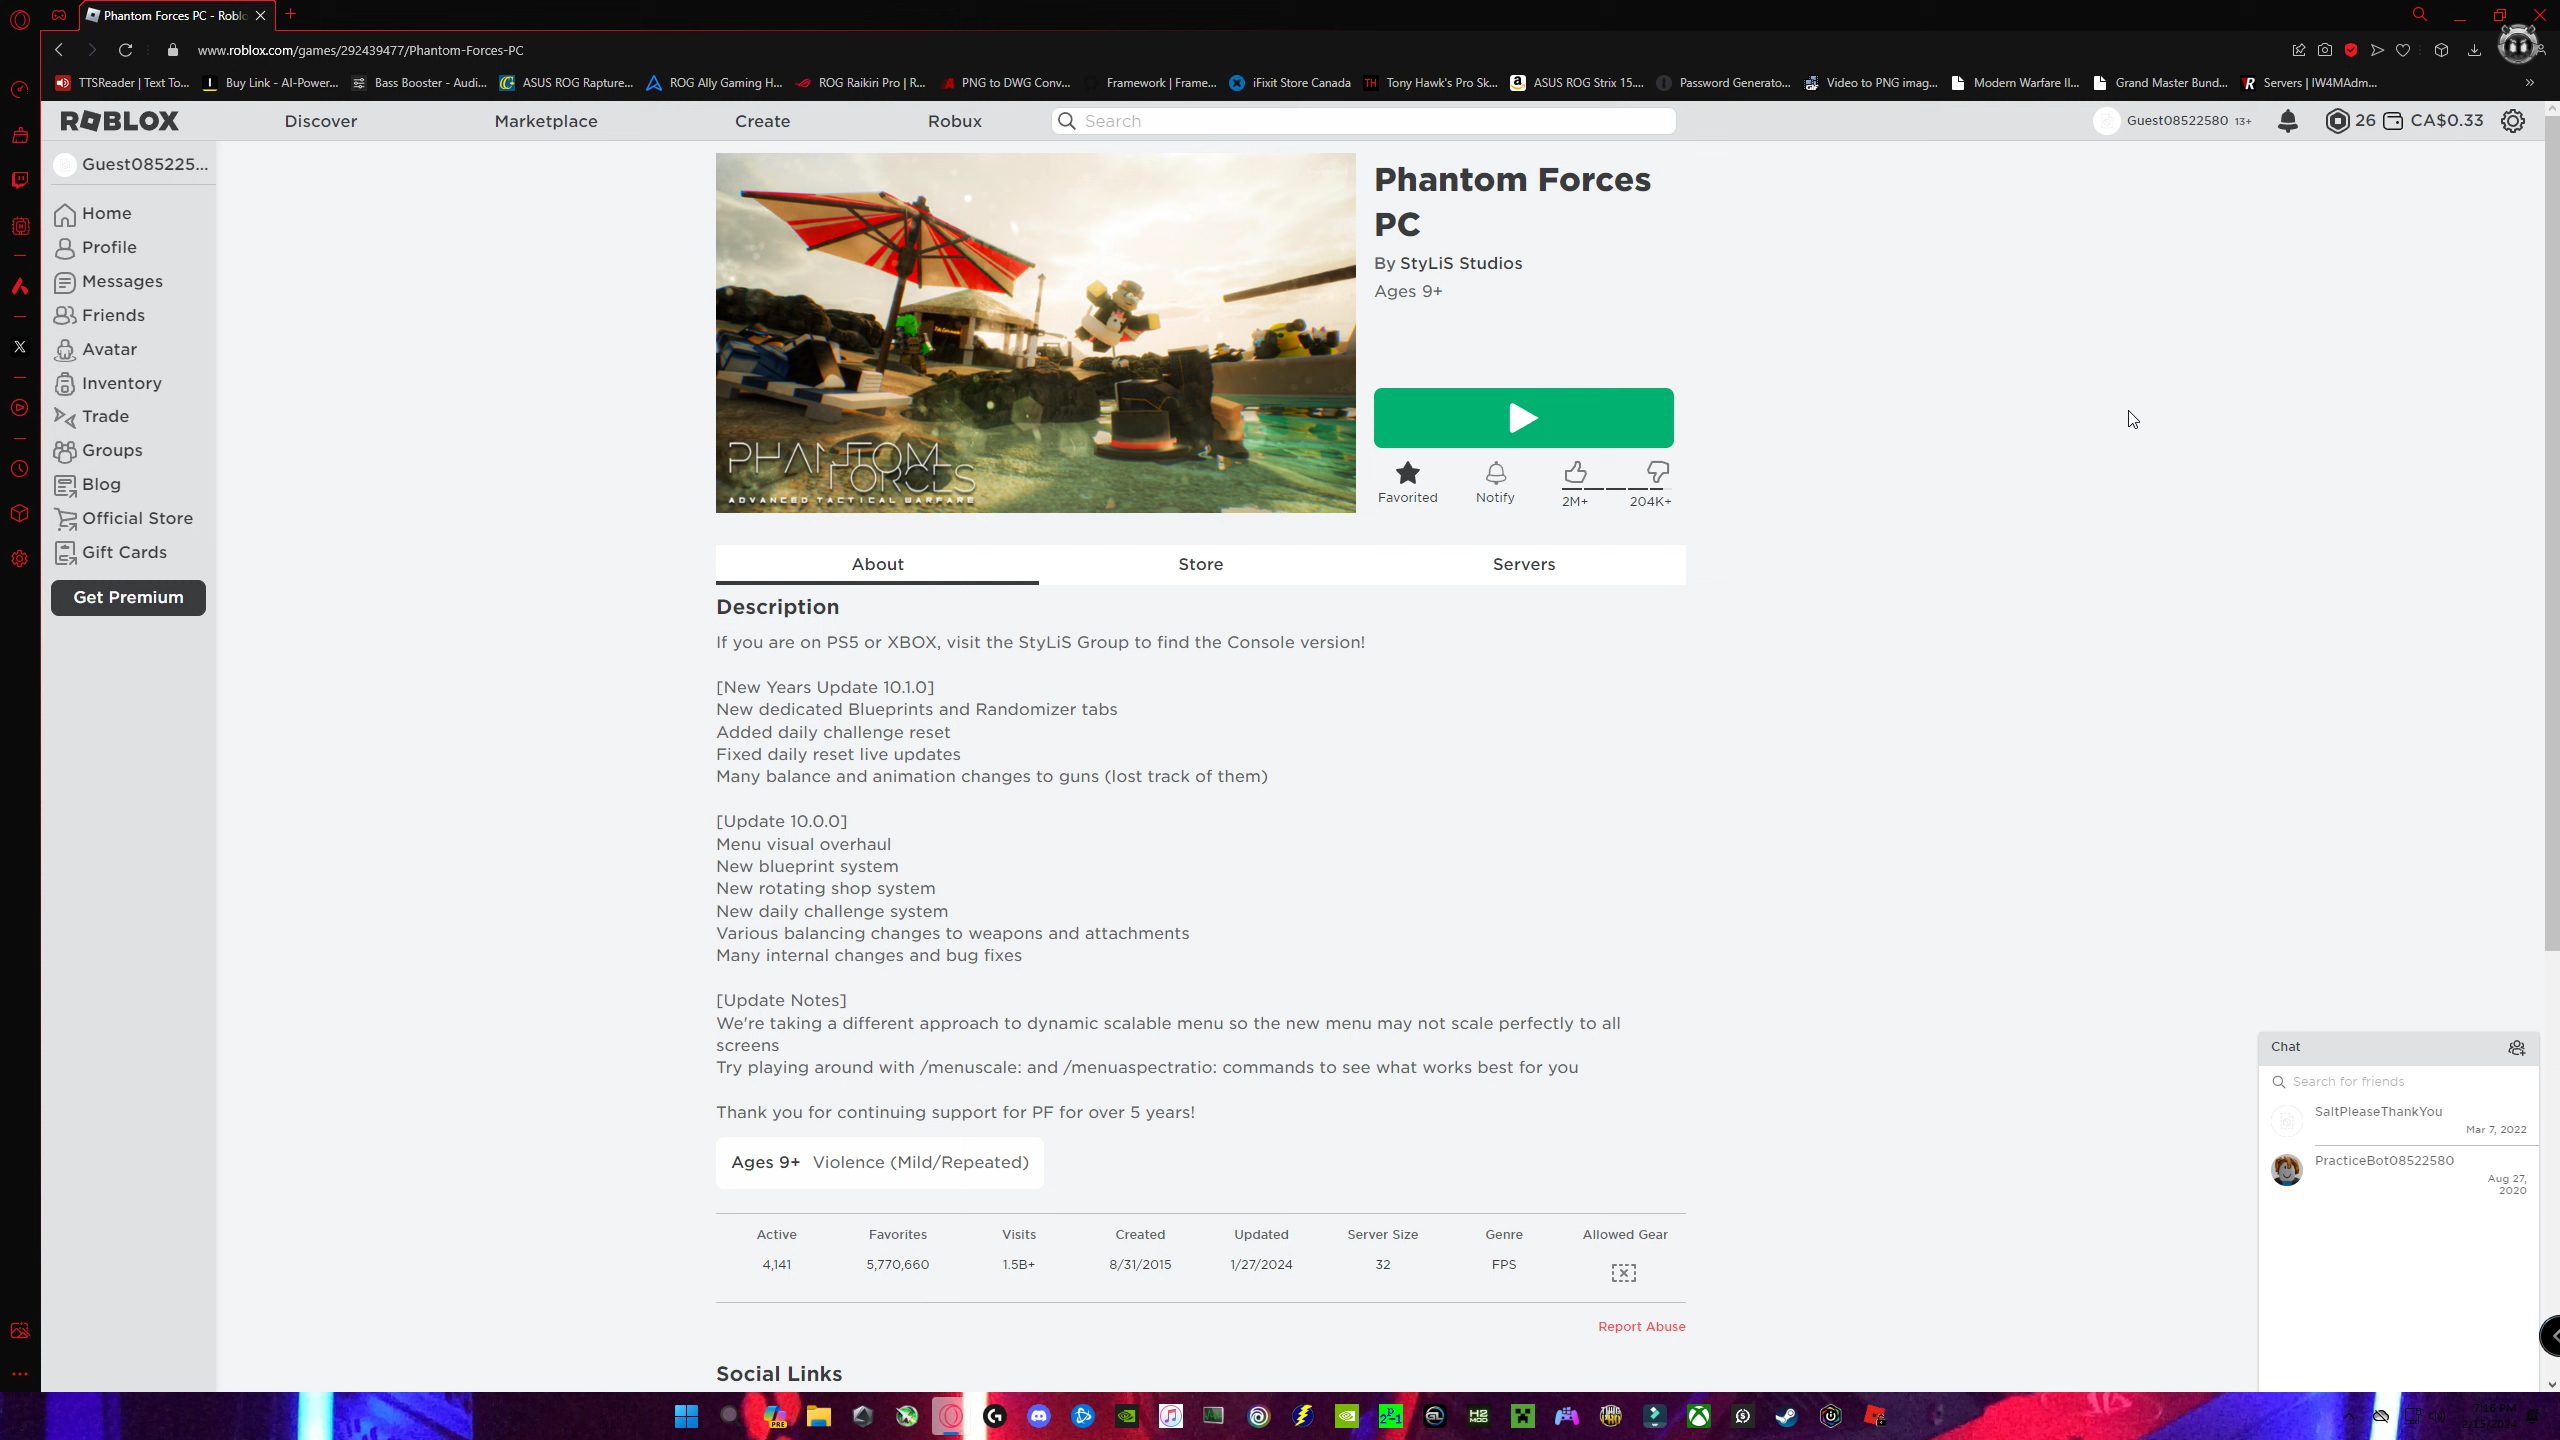 Phantom Forces PC - Roblo
www.roblox.com/games/292439477/Phantom-Forces-PC
TTSReader | Text To... Buy Link - AI-Power... Bass Booster - Audi... ASUS ROG Rapture... ROG Ally Gaming H... ROG Raikiri Pro | R... PNG to DWG Conv... Framework | Frame... iFixit Store Canada Tony Hawk's Pro Sk... ASUS ROG Strix 15.... Password Generato... Video to PNG imag... Modern Warfare II... Grand Master Bund... Servers | IW4MAdm...
ROBLOX Discover Marketplace Create Robux Search Guest08522580 13+ 26 CA$0.33
Guest085225...
Home
Profile
Messages
Friends
Avatar
Inventory
Trade
Groups
Blog
Official Store
Gift Cards
Get Premium
PHANTOM
FORCES
ADVANCED TACTICAL WARFARE
Phantom Forces
PC
By StyLiS Studios
Ages 9+
Favorited Notify 2M+ 204K+
About Store Servers
Description
If you are on PS5 or XBOX, visit the StyLiS Group to find the Console version!
[New Years Update 10.1.0]
New dedicated Blueprints and Randomizer tabs
Added daily challenge reset
Fixed daily reset live updates
Many balance and animation changes to guns (lost track of them)
[Update 10.0.0]
Menu visual overhaul
New blueprint system
New rotating shop system
New daily challenge system
Various balancing changes to weapons and attachments
Many internal changes and bug fixes
[Update Notes]
We're taking a different approach to dynamic scalable menu so the new menu may not scale perfectly to all
screens
Try playing around with /menuscale: and /menuaspectratio: commands to see what works best for you
Thank you for continuing support for PF for over 5 years!
Ages 9+ Violence (Mild/Repeated)
Active Favorites Visits Created Updated Server Size Genre Allowed Gear
4,141 5,770,660 1.5B+ 8/31/2015 1/27/2024 32 FPS
Report Abuse
Social Links
Chat
Search for friends
SaltPleaseThankYou
Mar 7, 2022
PracticeBot08522580
Aug 27,
2020